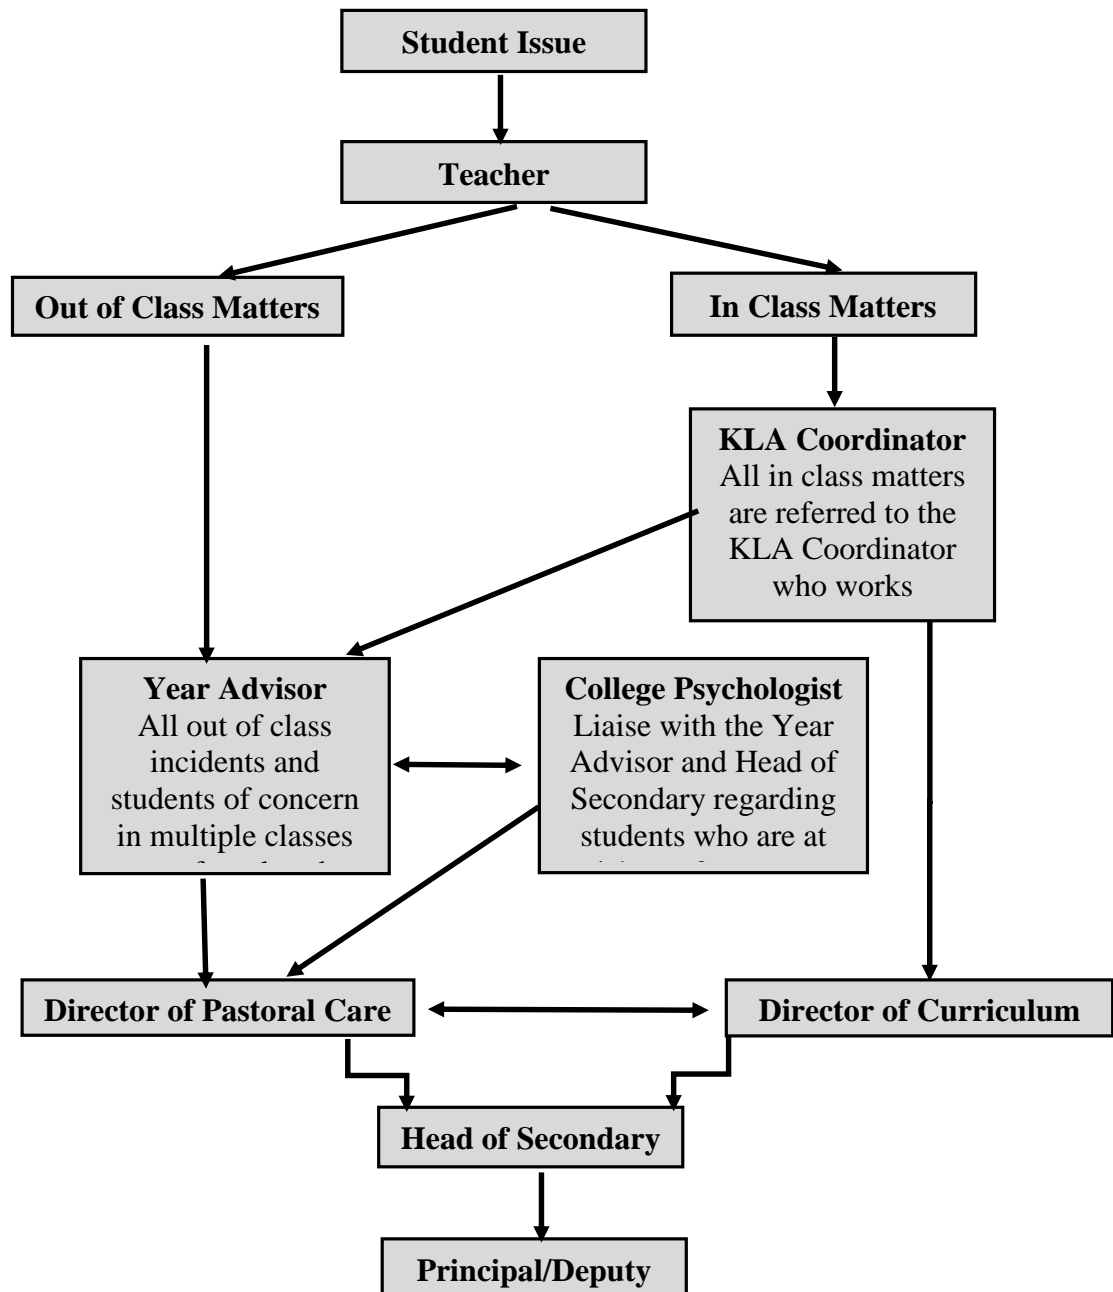 Student Issue
Teacher
Out of Class Matters
In Class Matters
KLA Coordinator
All in class matters
are referred to the
KLA Coordinator
who works
Year Advisor
All out of class
incidents and
students of concern
in multiple classes
College Psychologist
Liaise with the Year
Advisor and Head of
Secondary regarding
students who are at
Director of Pastoral Care
Director of Curriculum
Head of Secondary
Principal/Deputy